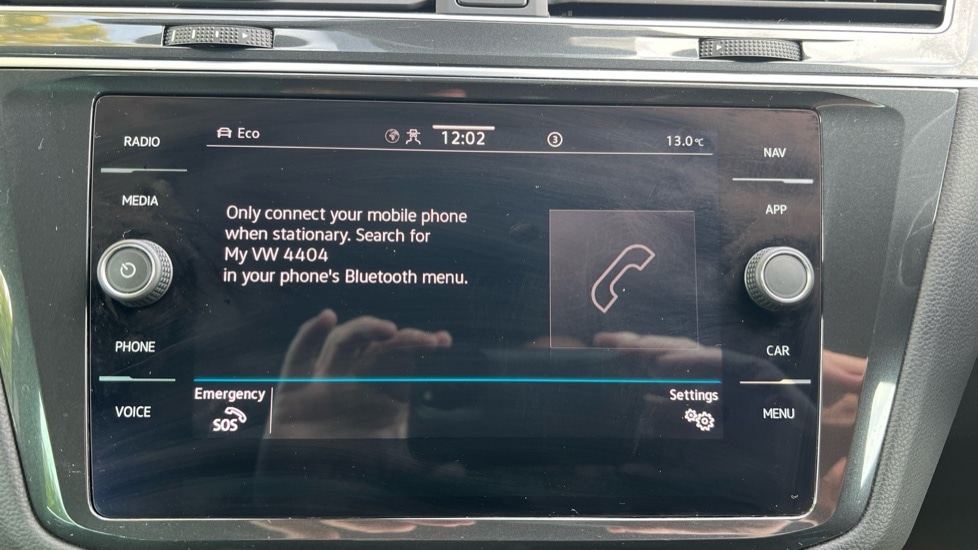 RADIO
MEDIA
PHONE
VOICE
Eco
12:02
3
13.0°C
Only connect your mobile phone
when stationary. Search for
My VW 4404
in your phone's Bluetooth menu.
Emergency
SOS
Settings
NAV
APP
CAR
MENU